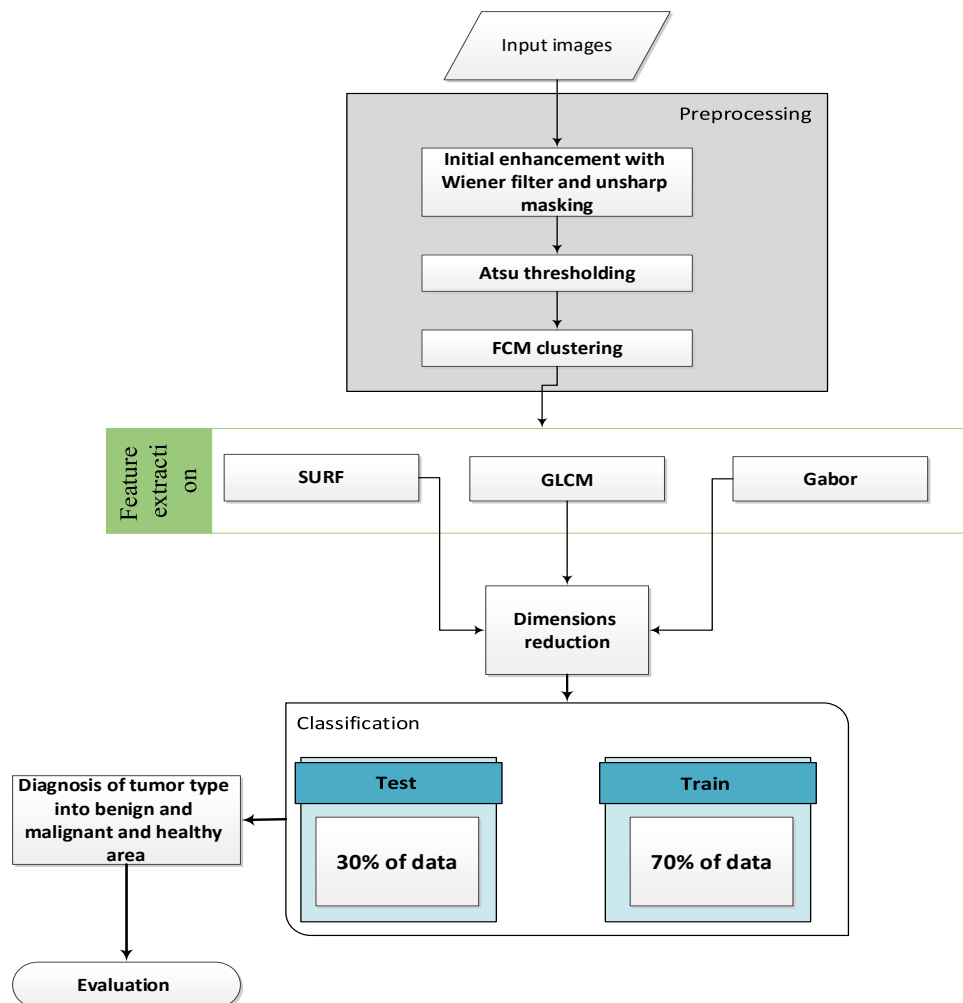 Input images
Preprocessing
Initial enhancement with
Wiener filter and unsharp
masking
Atsu thresholding
FCM clustering
Feature
extracti
on
SURF
GLCM
Gabor
Dimensions
reduction
Classification
Test
Train
30% of data
70% of data
Diagnosis of tumor type
into benign and
malignant and healthy
area
Evaluation